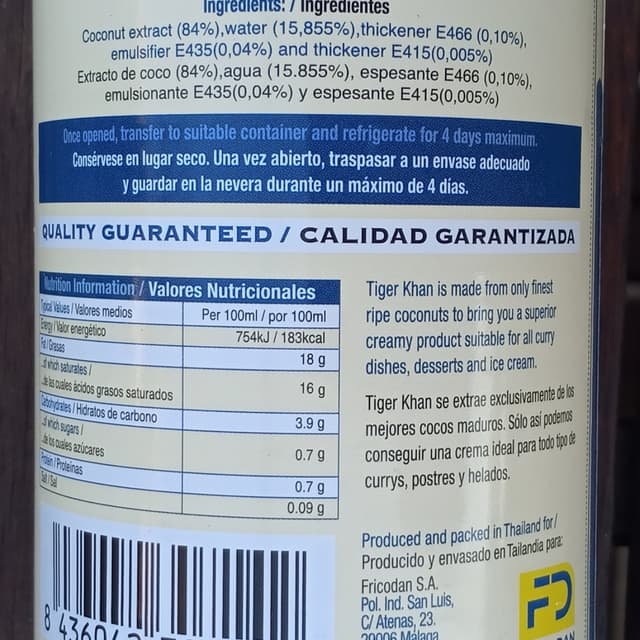 Ingredients: / Ingredientes
Coconut extract (84%),water (15,855%),thickener E466 (0,10%),
emulsifier E435(0,04%) and thickener E415(0,005%)
Extracto de coco (84%),agua (15.855%), espesante E466 (0,10%),
emulsionante E435(0,04%) y espesante E415(0,005%)
Once opened, transfer to suitable container and refrigerate for 4 days maximum.
Consérvese en lugar seco. Una vez abierto, traspasar a un envase adecuado
y guardar en la nevera durante un máximo de 4 días.
QUALITY GUARANTEED / CALIDAD GARANTIZADA
Nutrition Information / Valores Nutricionales
Typical Values / Valores medios Per 100ml / por 100ml
Energy / Valor energético 754kJ / 183kcal
Fat / Grasas 18 g
..of which saturates /
..de las cuales ácidos grasos saturados 16 g
Carbohydrates / Hidratos de carbono 3.9 g
..of which sugars /
..de los cuales azúcares 0.7 g
Protein / Proteínas 0.7 g
Salt / Sal 0.09 g
Tiger Khan is made from only finest
ripe coconuts to bring you a superior
creamy product suitable for all curry
dishes, desserts and ice cream.
Tiger Khan se extrae exclusivamente de los
mejores cocos maduros. Sólo así podemos
conseguir una crema ideal para todo tipo de
currys, postres y helados.
Produced and packed in Thailand for /
Producido y envasado en Tailandia para:
Fricodan S.A.
Pol. Ind. San Luis,
C/ Atenas, 23.
29006 Málaga
FD
8 436042